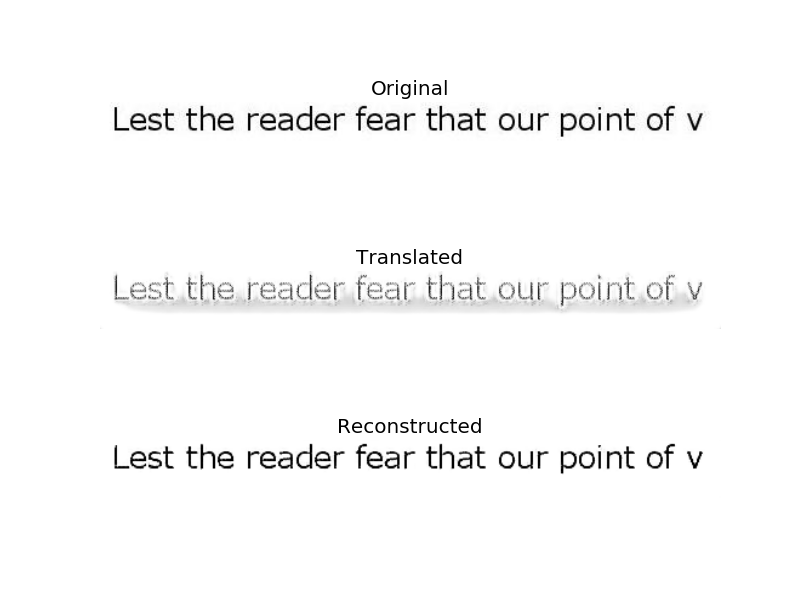 Original
Lest the reader fear that our point of v
Translated
Lest the reader fear that our point of v
Reconstructed
Lest the reader fear that our point of v